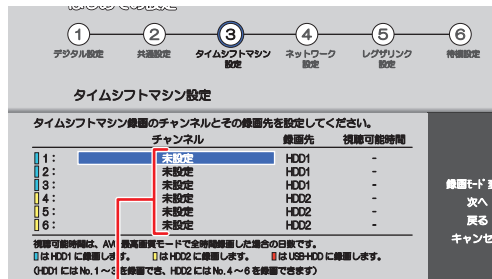 はじめての設定
1 2 3 4 5 6
デジタル設定 共通設定 タイムシフトマシン設定 ネットワーク設定 レグザリンク設定 待機設定
タイムシフトマシン設定
タイムシフトマシン録画のチャンネルとその録画先を設定してください。
チャンネル 録画先 視聴可能時間
1: 未設定 HDD1 -
2: 未設定 HDD1 -
3: 未設定 HDD1 -
4: 未設定 HDD2 -
5: 未設定 HDD2 -
6: 未設定 HDD2 -
視聴可能時間は、AVC 最高画質モードで全時間録画した場合の日数です。
はHDD1に録画します。 はHDD2に録画します。 はUSB-HDDに録画します。
(HDD1にはNo.1～3を録画でき、HDD2にはNo.4～6を録画できます)
録画モード
次へ
戻る
キャンセ